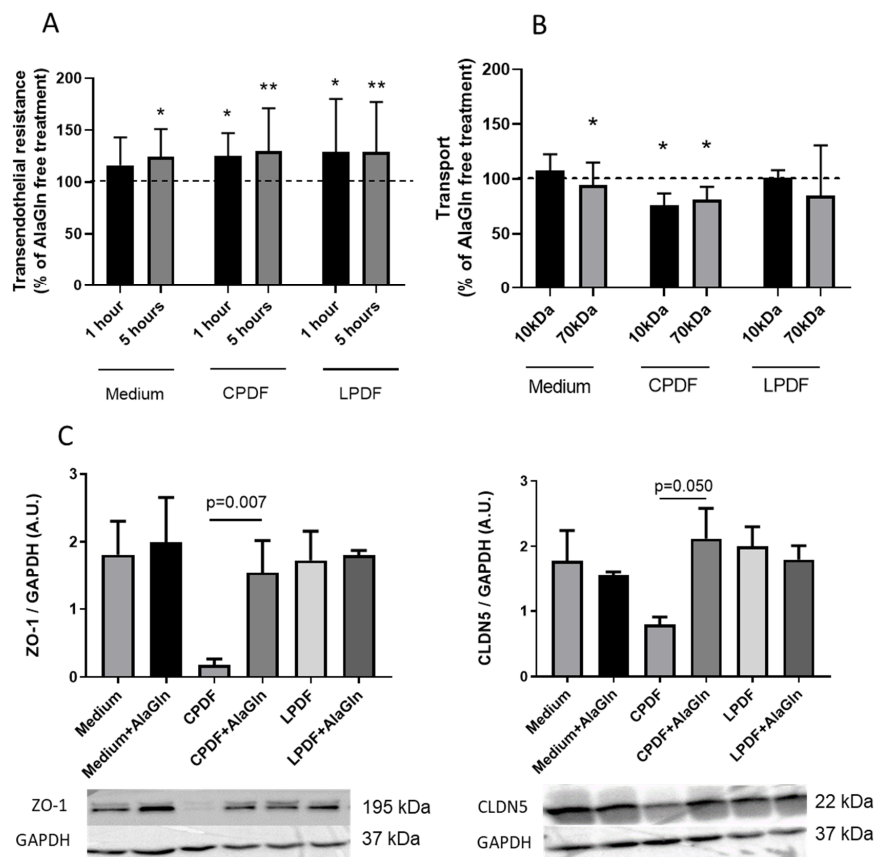 A
Transendothelial resistance
(% of AlaGln free treatment)
200
150
100
50
0
*
*
**
*
**
1 hour
5 hours
1 hour
5 hours
1 hour
5 hours
Medium
CPDF
LPDF
B
Transport
(% of AlaGln free treatment)
200
150
100
50
0
*
*
*
10kDa
70kDa
10kDa
70kDa
10kDa
70kDa
Medium
CPDF
LPDF
C
ZO-1 / GAPDH (A.U.)
3
2
1
0
p=0.007
Medium
Medium+AlaGln
CPDF
CPDF+AlaGln
LPDF
LPDF+AlaGln
ZO-1
195 kDa
GAPDH
37 kDa
CLDN5 / GAPDH (A.U.)
3
2
1
0
p=0.050
Medium
Medium+AlaGln
CPDF
CPDF+AlaGln
LPDF
LPDF+AlaGln
CLDN5
22 kDa
GAPDH
37 kDa